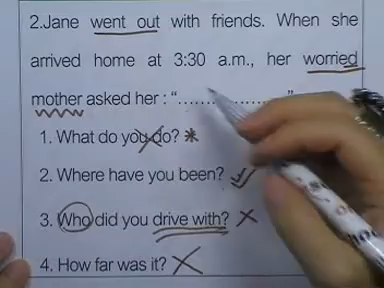 2.Jane went out with friends. When she
arrived home at 3:30 a.m., her worried
mother asked her : “..................”
1. What do you do? *
2. Where have you been? ✓
3. Who did you drive with? ×
4. How far was it? ×